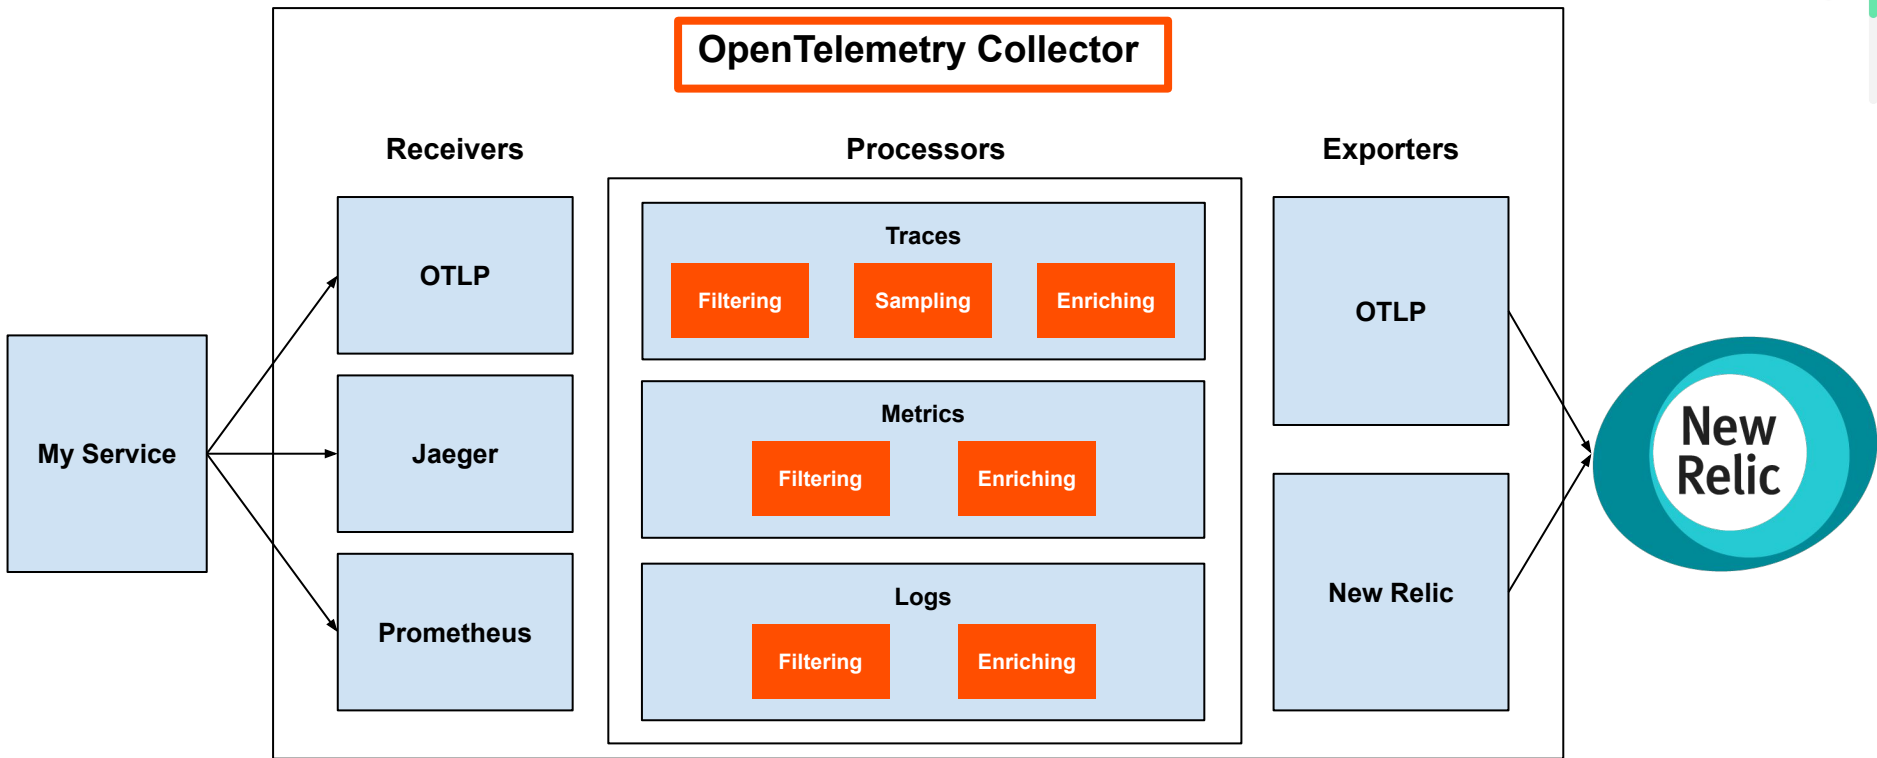 OpenTelemetry Collector
Receivers
Processors
Exporters
My Service
OTLP
Jaeger
Prometheus
Traces
Filtering
Sampling
Enriching
Metrics
Filtering
Enriching
Logs
Filtering
Enriching
OTLP
New Relic
New
Relic